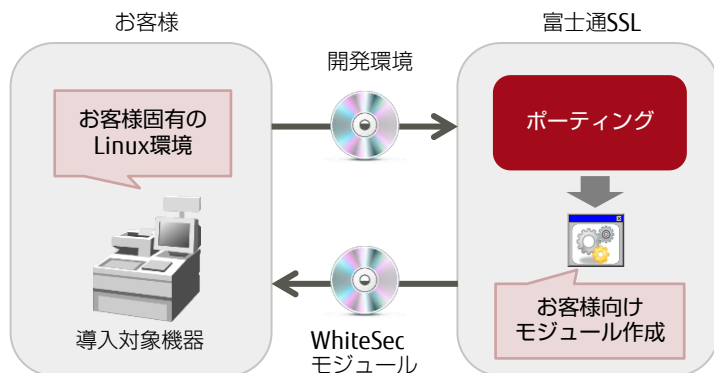 お客様
お客様固有の
Linux環境
導入対象機器
開発環境
WhiteSec
モジュール
富士通SSL
ポーティング
お客様向け
モジュール作成